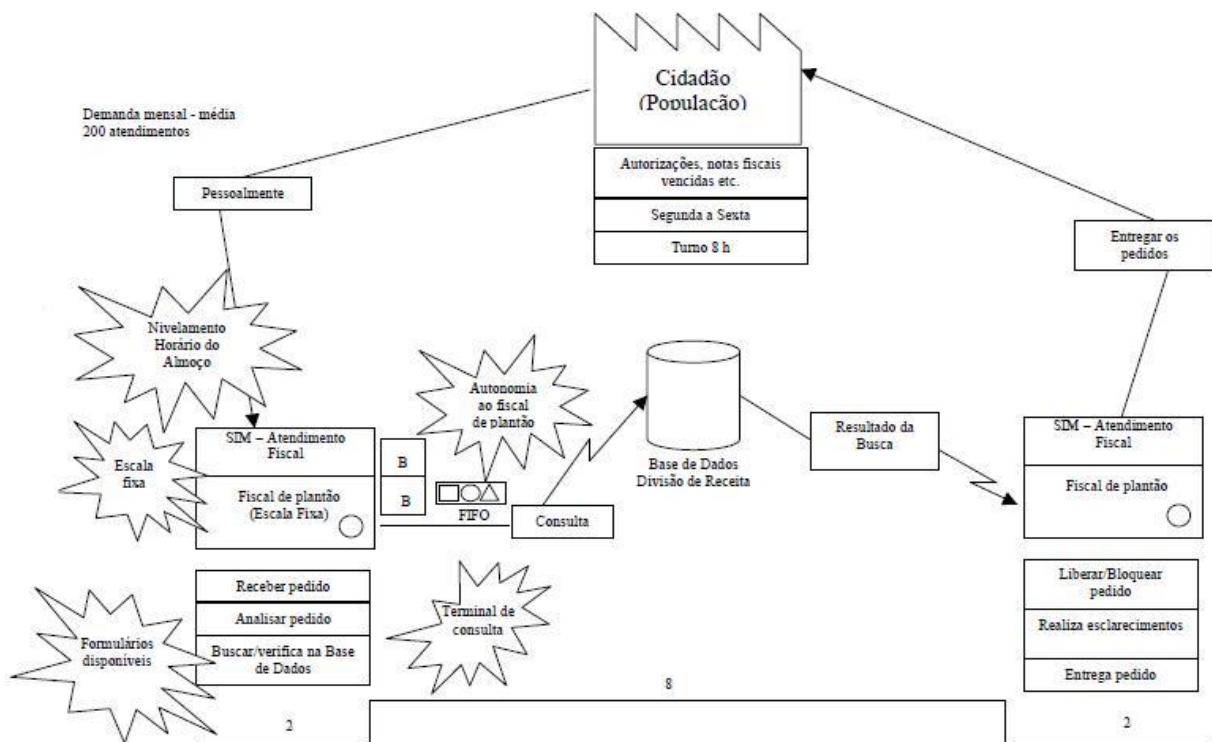 Cidadão
(População)
Demanda mensal - média
200 atendimentos
Autorizações, notas fiscais
vencidas etc.
Segunda a Sexta
Turno 8 h
Pessoalmente
Entregar os
pedidos
Nivelamento
Horário do
Almoço
Autonomia
ao fiscal
de plantão
Escala
fixa
SIM – Atendimento
Fiscal
Fiscal de plantão
(Escala Fixa)
B
B
FIFO
Consulta
Base de Dados
Divisão de Receita
Resultado da
Busca
SIM – Atendimento
Fiscal
Fiscal de plantão
Formulários
disponíveis
Receber pedido
Analisar pedido
Buscar/verifica na Base
de Dados
Terminal de
consulta
Liberar/Bloquear
pedido
Realiza esclarecimentos
Entrega pedido
2
8
2